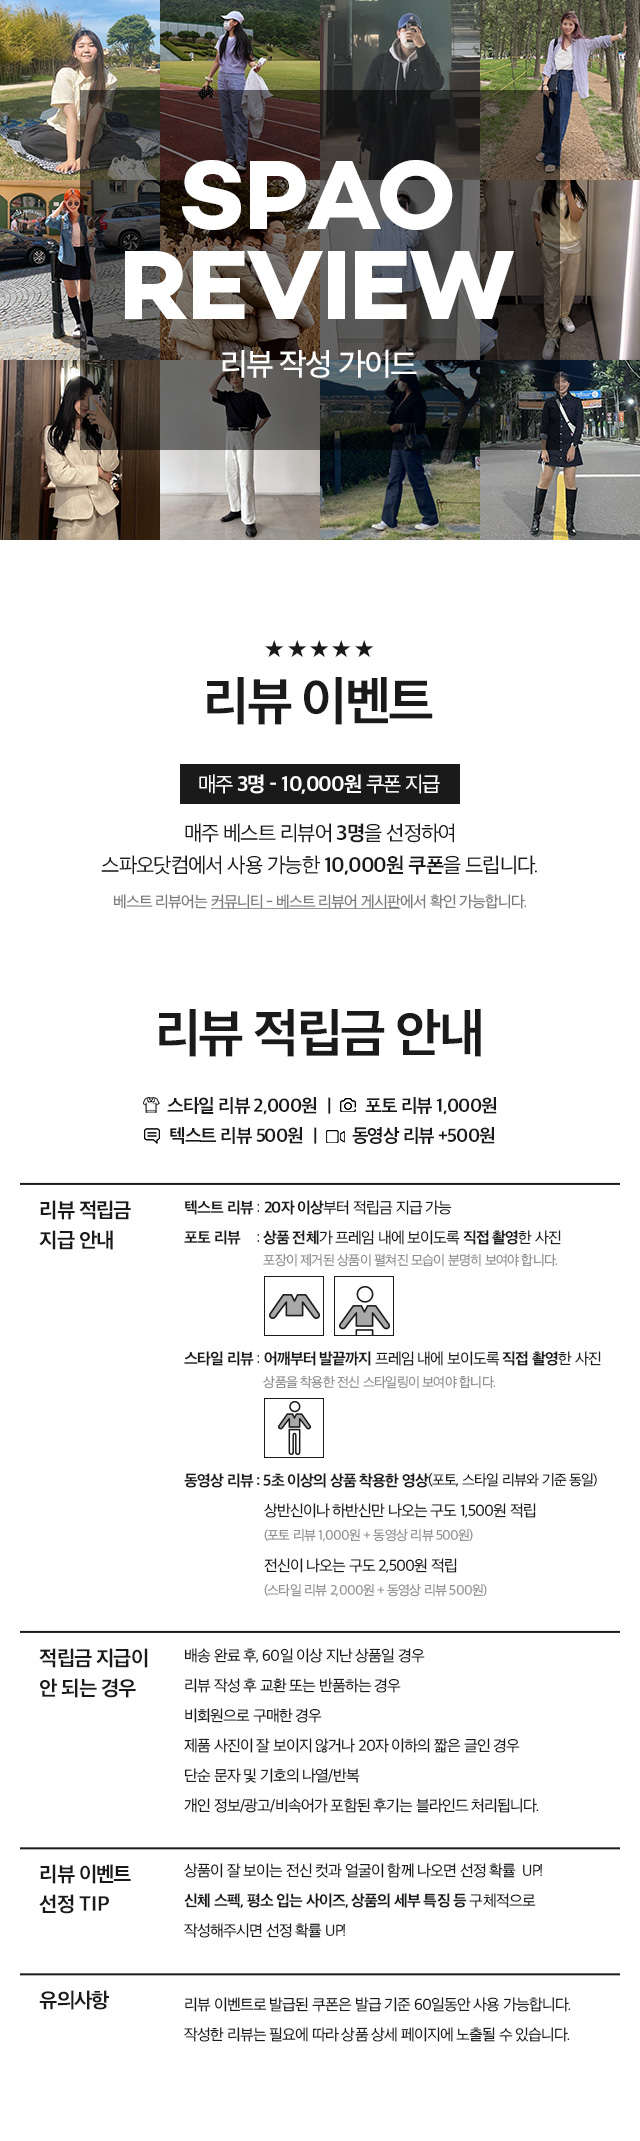 SPAO
REVIEW
리뷰 작성 가이드
★★★★★
리뷰 이벤트
매주 3명 - 10,000원 쿠폰 지급
매주 베스트 리뷰어 3명을 선정하여
스파오닷컴에서 사용 가능한 10,000원 쿠폰을 드립니다.
베스트 리뷰어는 커뮤니티 - 베스트 리뷰어 게시판에서 확인 가능합니다.
리뷰 적립금 안내
스타일 리뷰 2,000원 | 포토 리뷰 1,000원
텍스트 리뷰 500원 | 동영상 리뷰 +500원
리뷰 적립금
지급 안내
텍스트 리뷰 : 20자 이상부터 적립금 지급 가능
포토 리뷰 : 상품 전체가 프레임 내에 보이도록 직접 촬영한 사진
포장이 제거된 상품이 펼쳐진 모습이 분명히 보여야 합니다.
스타일 리뷰 : 어깨부터 발끝까지 프레임 내에 보이도록 직접 촬영한 사진
상품을 착용한 전신 스타일링이 보여야 합니다.
동영상 리뷰 : 5초 이상의 상품 착용한 영상(포토, 스타일 리뷰와 기준 동일)
상반신이나 하반신만 나오는 구도 1,500원 적립
(포토 리뷰 1,000원 + 동영상 리뷰 500원)
전신이 나오는 구도 2,500원 적립
(스타일 리뷰 2,000원 + 동영상 리뷰 500원)
적립금 지급이
안 되는 경우
배송 완료 후, 60일 이상 지난 상품일 경우
리뷰 작성 후 교환 또는 반품하는 경우
비회원으로 구매한 경우
제품 사진이 잘 보이지 않거나 20자 이하의 짧은 글인 경우
단순 문자 및 기호의 나열/반복
개인 정보/광고/비속어가 포함된 후기는 블라인드 처리됩니다.
리뷰 이벤트
선정 TIP
상품이 잘 보이는 전신 컷과 얼굴이 함께 나오면 선정 확률 UP!
신체 스펙, 평소 입는 사이즈, 상품의 세부 특징 등 구체적으로
작성해주시면 선정 확률 UP!
유의사항
리뷰 이벤트로 발급된 쿠폰은 발급 기준 60일동안 사용 가능합니다.
작성한 리뷰는 필요에 따라 상품 상세 페이지에 노출될 수 있습니다.